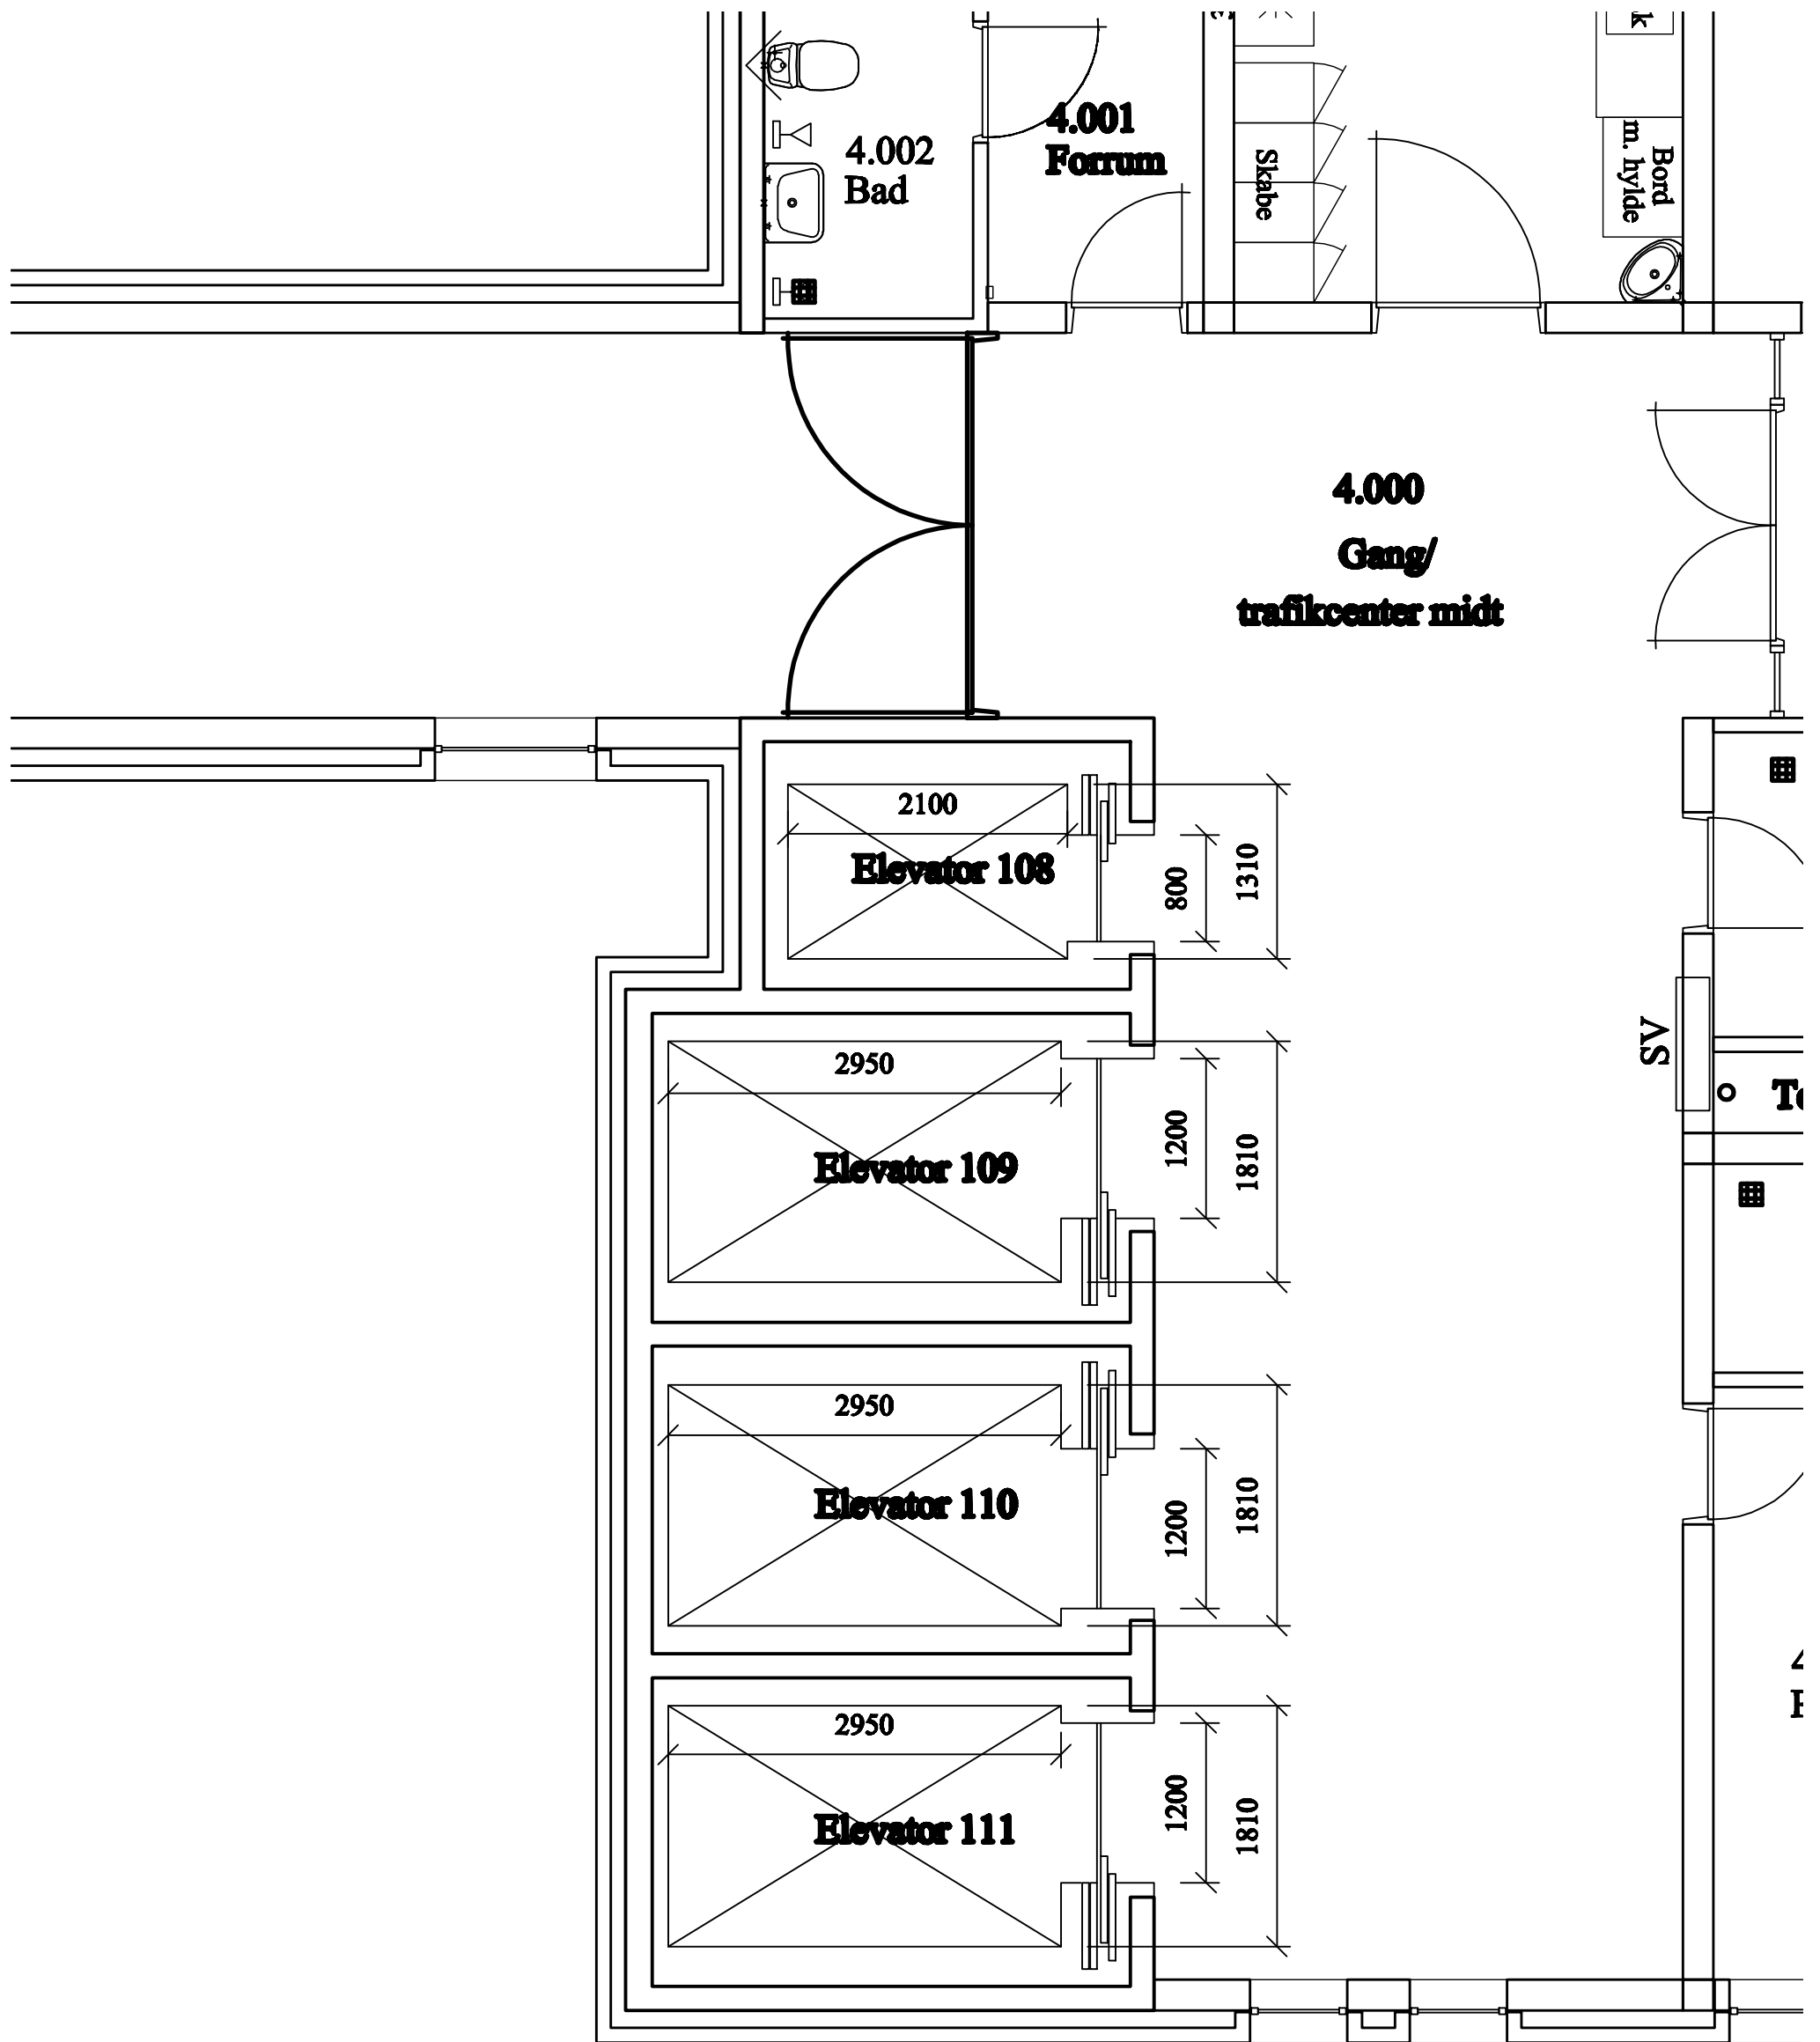 4.001
Forrum
4.002
Bad
Skabe
Bord
m. hylde
4.000
Gang/
trafikcenter midt
2100
Elevator 108
800
1310
2950
Elevator 109
1200
1810
SV
2950
Elevator 110
1200
1810
2950
Elevator 111
1200
1810